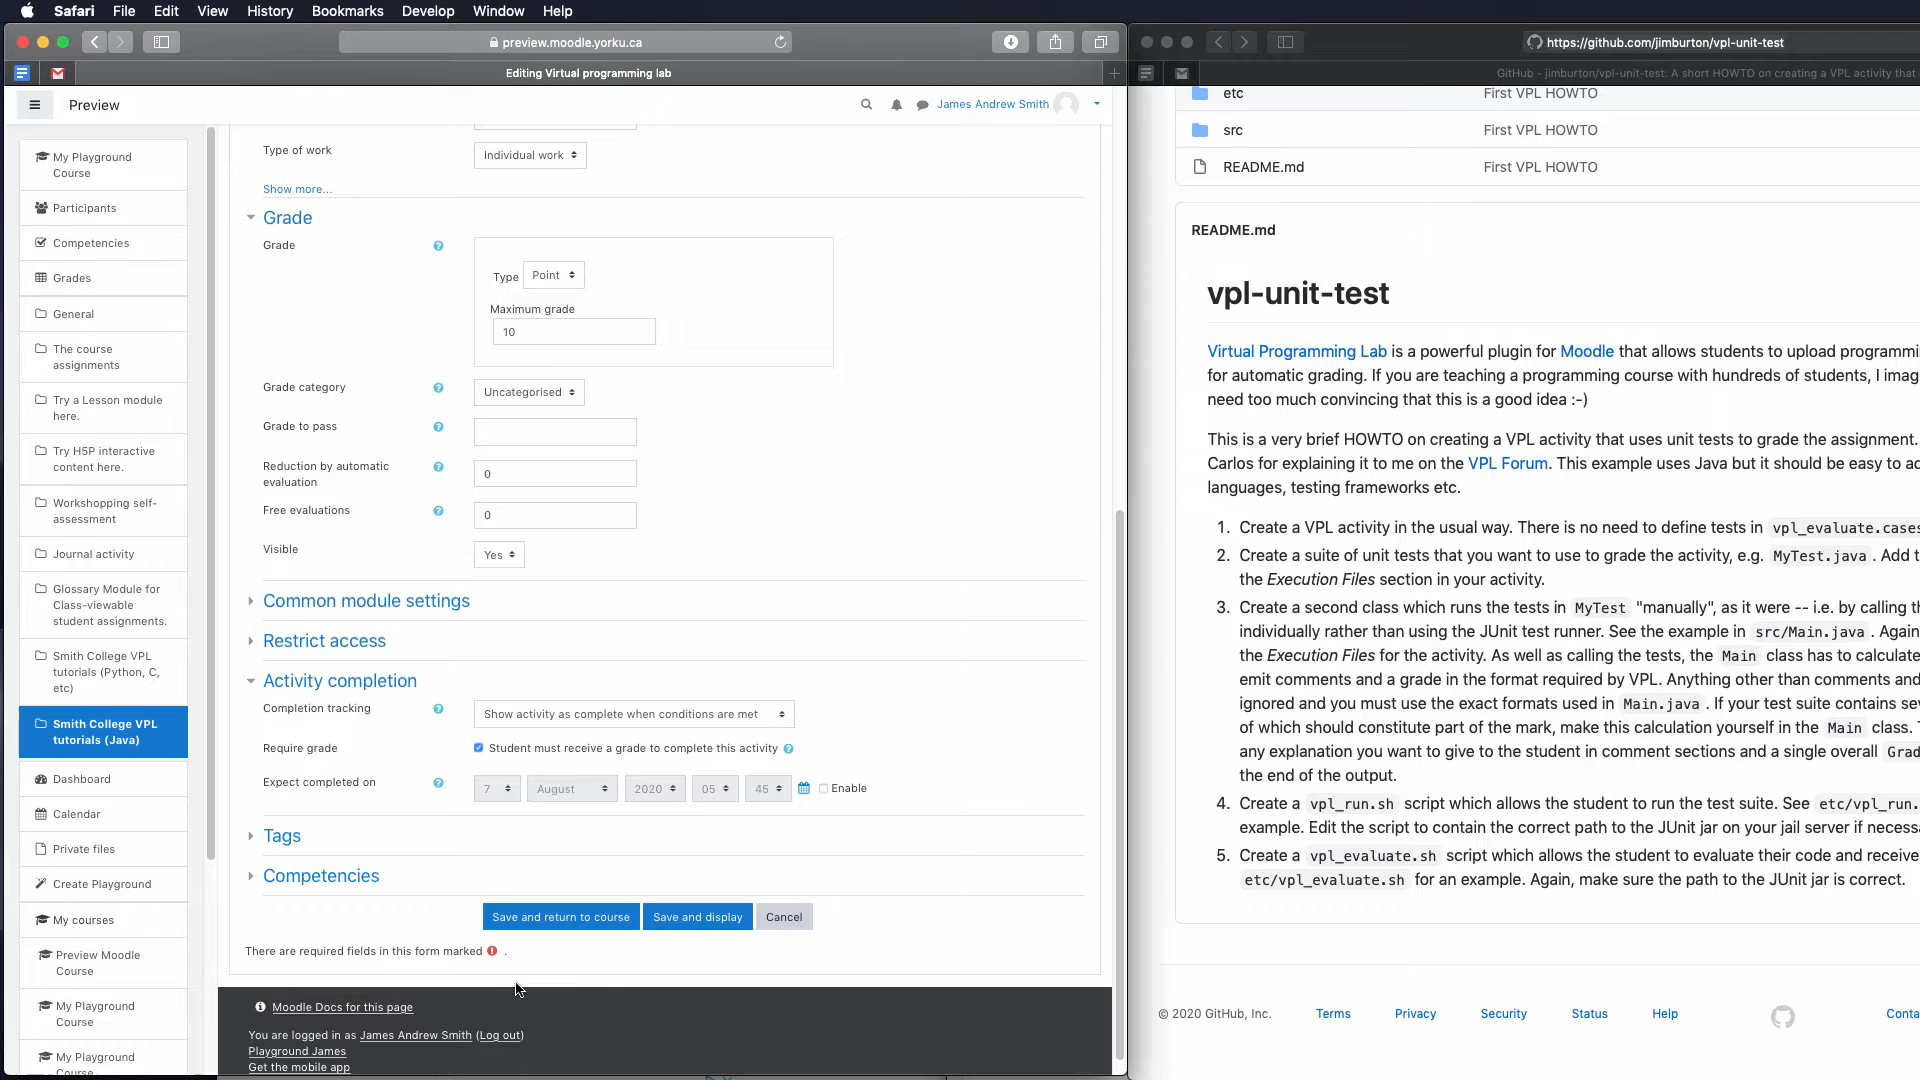 Safari File Edit View History Bookmarks Develop Window Help
preview.moodle.yorku.ca
Editing Virtual programming lab
Preview
James Andrew Smith
My Playground
Course
Participants
Competencies
Grades
General
The course
assignments
Try a Lesson module
here.
Try H5P interactive
content here.
Workshopping self-
assessment
Journal activity
Glossary Module for
Class-viewable
student assignments.
Smith College VPL
tutorials (Python, C,
etc)
Smith College VPL
tutorials (Java)
Dashboard
Calendar
Private files
Create Playground
My courses
Preview Moodle
Course
My Playground
Course
My Playground
Course
Type of work
Individual work
Show more...
Grade
Grade
Type Point
Maximum grade
10
Grade category
Uncategorised
Grade to pass
Reduction by automatic
evaluation
0
Free evaluations
0
Visible
Yes
Common module settings
Restrict access
Activity completion
Completion tracking
Show activity as complete when conditions are met
Require grade
Student must receive a grade to complete this activity
Expect completed on
7 August 2020 05 45 Enable
Tags
Competencies
Save and return to course Save and display Cancel
There are required fields in this form marked .
Moodle Docs for this page
You are logged in as James Andrew Smith (Log out)
Playground James
Get the mobile app
https://github.com/jimburton/vpl-unit-test
GitHub - jimburton/vpl-unit-test: A short HOWTO on creating a VPL activity that
etc First VPL HOWTO
src First VPL HOWTO
README.md First VPL HOWTO
README.md
vpl-unit-test
Virtual Programming Lab is a powerful plugin for Moodle that allows students to upload programmi
for automatic grading. If you are teaching a programming course with hundreds of students, I imag
need too much convincing that this is a good idea :-)
This is a very brief HOWTO on creating a VPL activity that uses unit tests to grade the assignment.
Carlos for explaining it to me on the VPL Forum. This example uses Java but it should be easy to ad
languages, testing frameworks etc.
1. Create a VPL activity in the usual way. There is no need to define tests in vpl_evaluate.cases
2. Create a suite of unit tests that you want to use to grade the activity, e.g. MyTest.java. Add t
the Execution Files section in your activity.
3. Create a second class which runs the tests in MyTest "manually", as it were -- i.e. by calling th
individually rather than using the JUnit test runner. See the example in src/Main.java. Again
the Execution Files for the activity. As well as calling the tests, the Main class has to calculate
emit comments and a grade in the format required by VPL. Anything other than comments and
ignored and you must use the exact formats used in Main.java. If your test suite contains sev
of which should constitute part of the mark, make this calculation yourself in the Main class. T
any explanation you want to give to the student in comment sections and a single overall Grad
the end of the output.
4. Create a vpl_run.sh script which allows the student to run the test suite. See etc/vpl_run.
example. Edit the script to contain the correct path to the JUnit jar on your jail server if necessa
5. Create a vpl_evaluate.sh script which allows the student to evaluate their code and receive
etc/vpl_evaluate.sh for an example. Again, make sure the path to the JUnit jar is correct.
© 2020 GitHub, Inc. Terms Privacy Security Status Help Conta